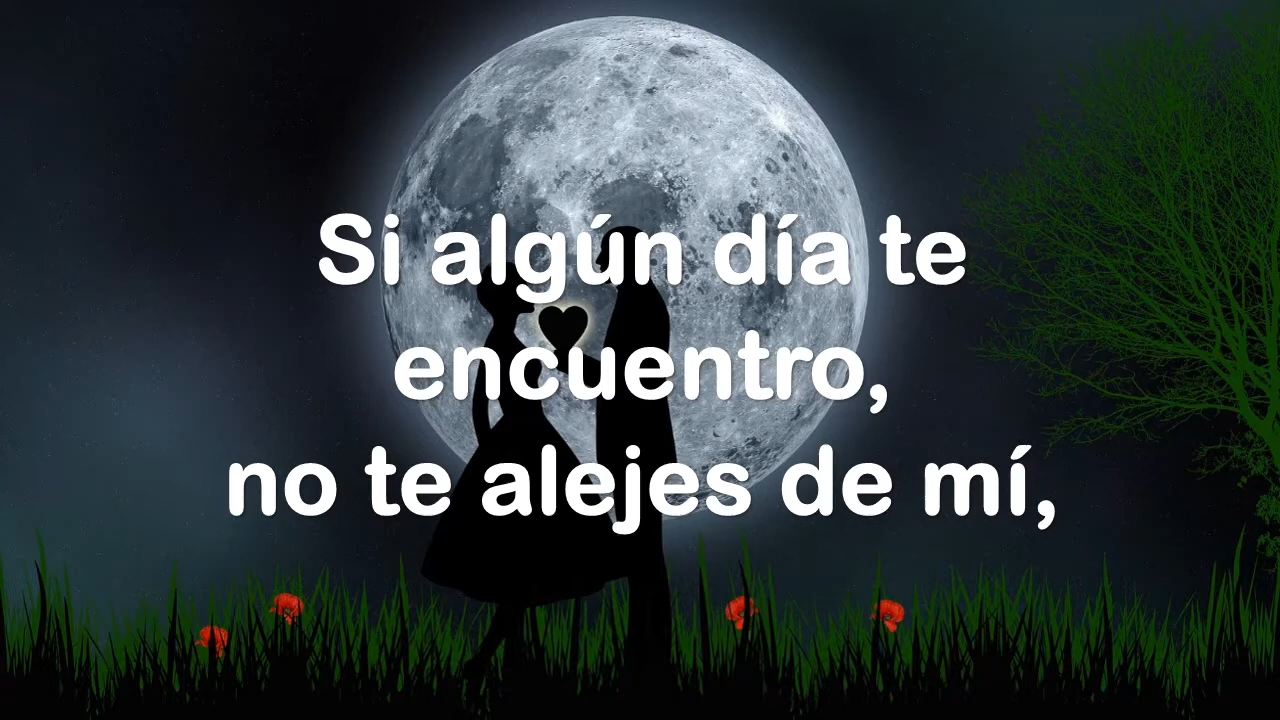 Si algún día te
encuentro,
no te alejes de mí,